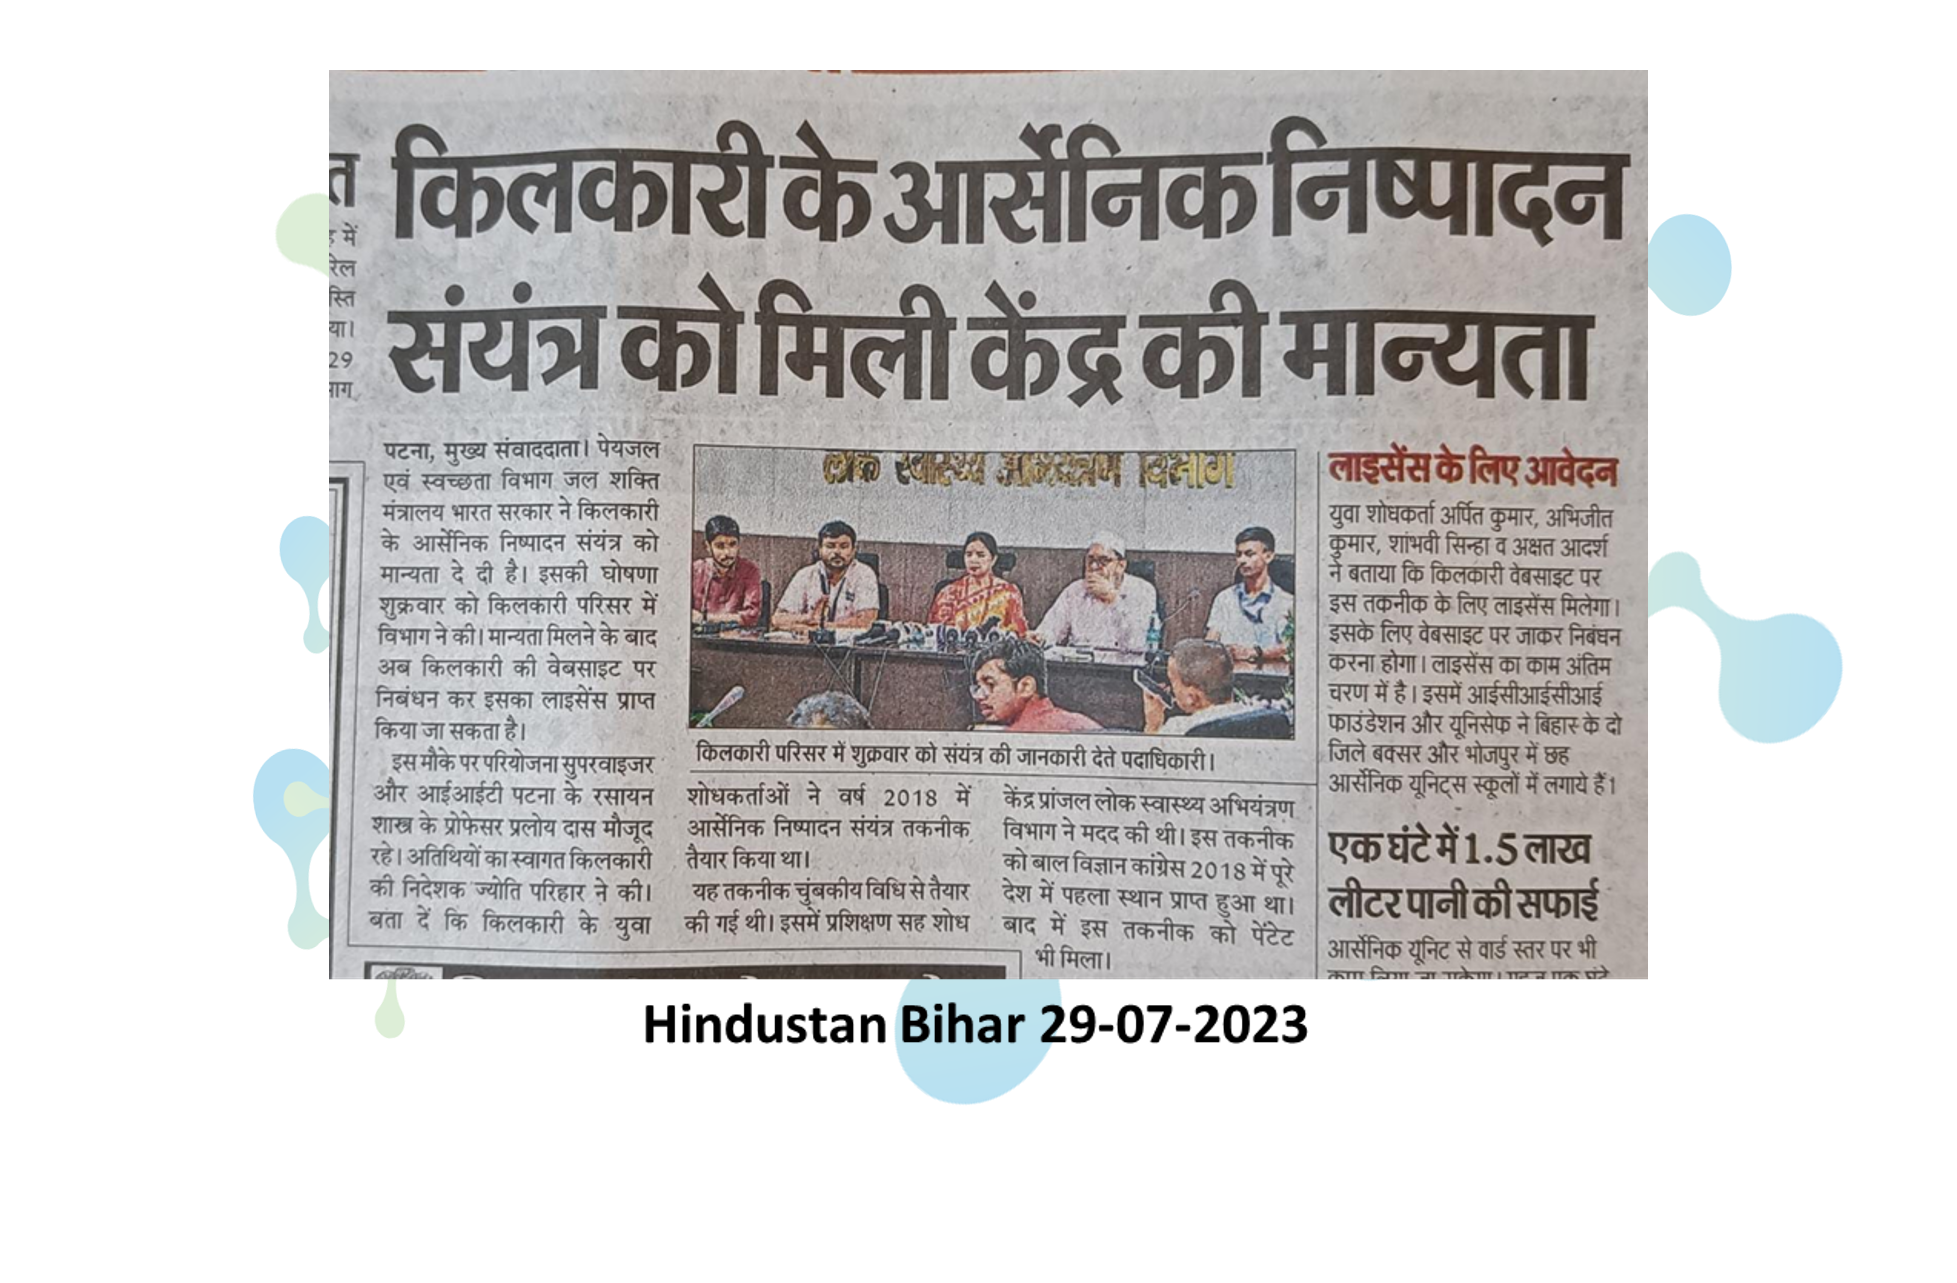 किलकारी के आर्सेनिक निष्पादन
संयंत्र को मिली केंद्र की मान्यता
त
में
रेल
स्ति
या।
29
पटना, मुख्य संवाददाता। पेयजल
एवं स्वच्छता विभाग जल शक्ति
मंत्रालय भारत सरकार ने किलकारी
के आर्सेनिक निष्पादन संयंत्र को
मान्यता दे दी है। इसकी घोषणा
शुक्रवार को किलकारी परिसर में
विभाग ने की। मान्यता मिलने के बाद
अब किलकारी की वेबसाइट पर
निबंधन कर इसका लाइसेंस प्राप्त
किया जा सकता है।
इस मौके पर परियोजना सुपरवाइजर
और आईआईटी पटना के रसायन
शास्त्र के प्रोफेसर प्रलोय दास मौजूद
रहे। अतिथियों का स्वागत किलकारी
की निदेशक ज्योति परिहार ने की।
बता दें कि किलकारी के युवा
लोक स्वास्थ्य अभियंत्रण विभाग
किलकारी परिसर में शुक्रवार को संयंत्र की जानकारी देते पदाधिकारी।
शोधकर्ताओं ने वर्ष 2018 में
आर्सेनिक निष्पादन संयंत्र तकनीक
तैयार किया था।
यह तकनीक चुंबकीय विधि से तैयार
की गई थी। इसमें प्रशिक्षण सह शोध
केंद्र प्रांजल लोक स्वास्थ्य अभियंत्रण
विभाग ने मदद की थी। इस तकनीक
को बाल विज्ञान कांग्रेस 2018 में पूरे
देश में पहला स्थान प्राप्त हुआ था।
बाद में इस तकनीक को पेंटेट
भी मिला।
लाइसेंस के लिए आवेदन
युवा शोधकर्ता अर्पित कुमार, अभिजीत
कुमार, शांभवी सिन्हा व अक्षत आदर्श
ने बताया कि किलकारी वेबसाइट पर
इस तकनीक के लिए लाइसेंस मिलेगा।
इसके लिए वेबसाइट पर जाकर निबंधन
करना होगा। लाइसेंस का काम अंतिम
चरण में है। इसमें आईसीआईसीआई
फाउंडेशन और यूनिसेफ ने बिहार के दो
जिले बक्सर और भोजपुर में छह
आर्सेनिक यूनिट्स स्कूलों में लगाये हैं।
एक घंटे में 1.5 लाख
लीटर पानी की सफाई
आर्सेनिक यूनिट से वार्ड स्तर पर भी
Hindustan Bihar 29-07-2023